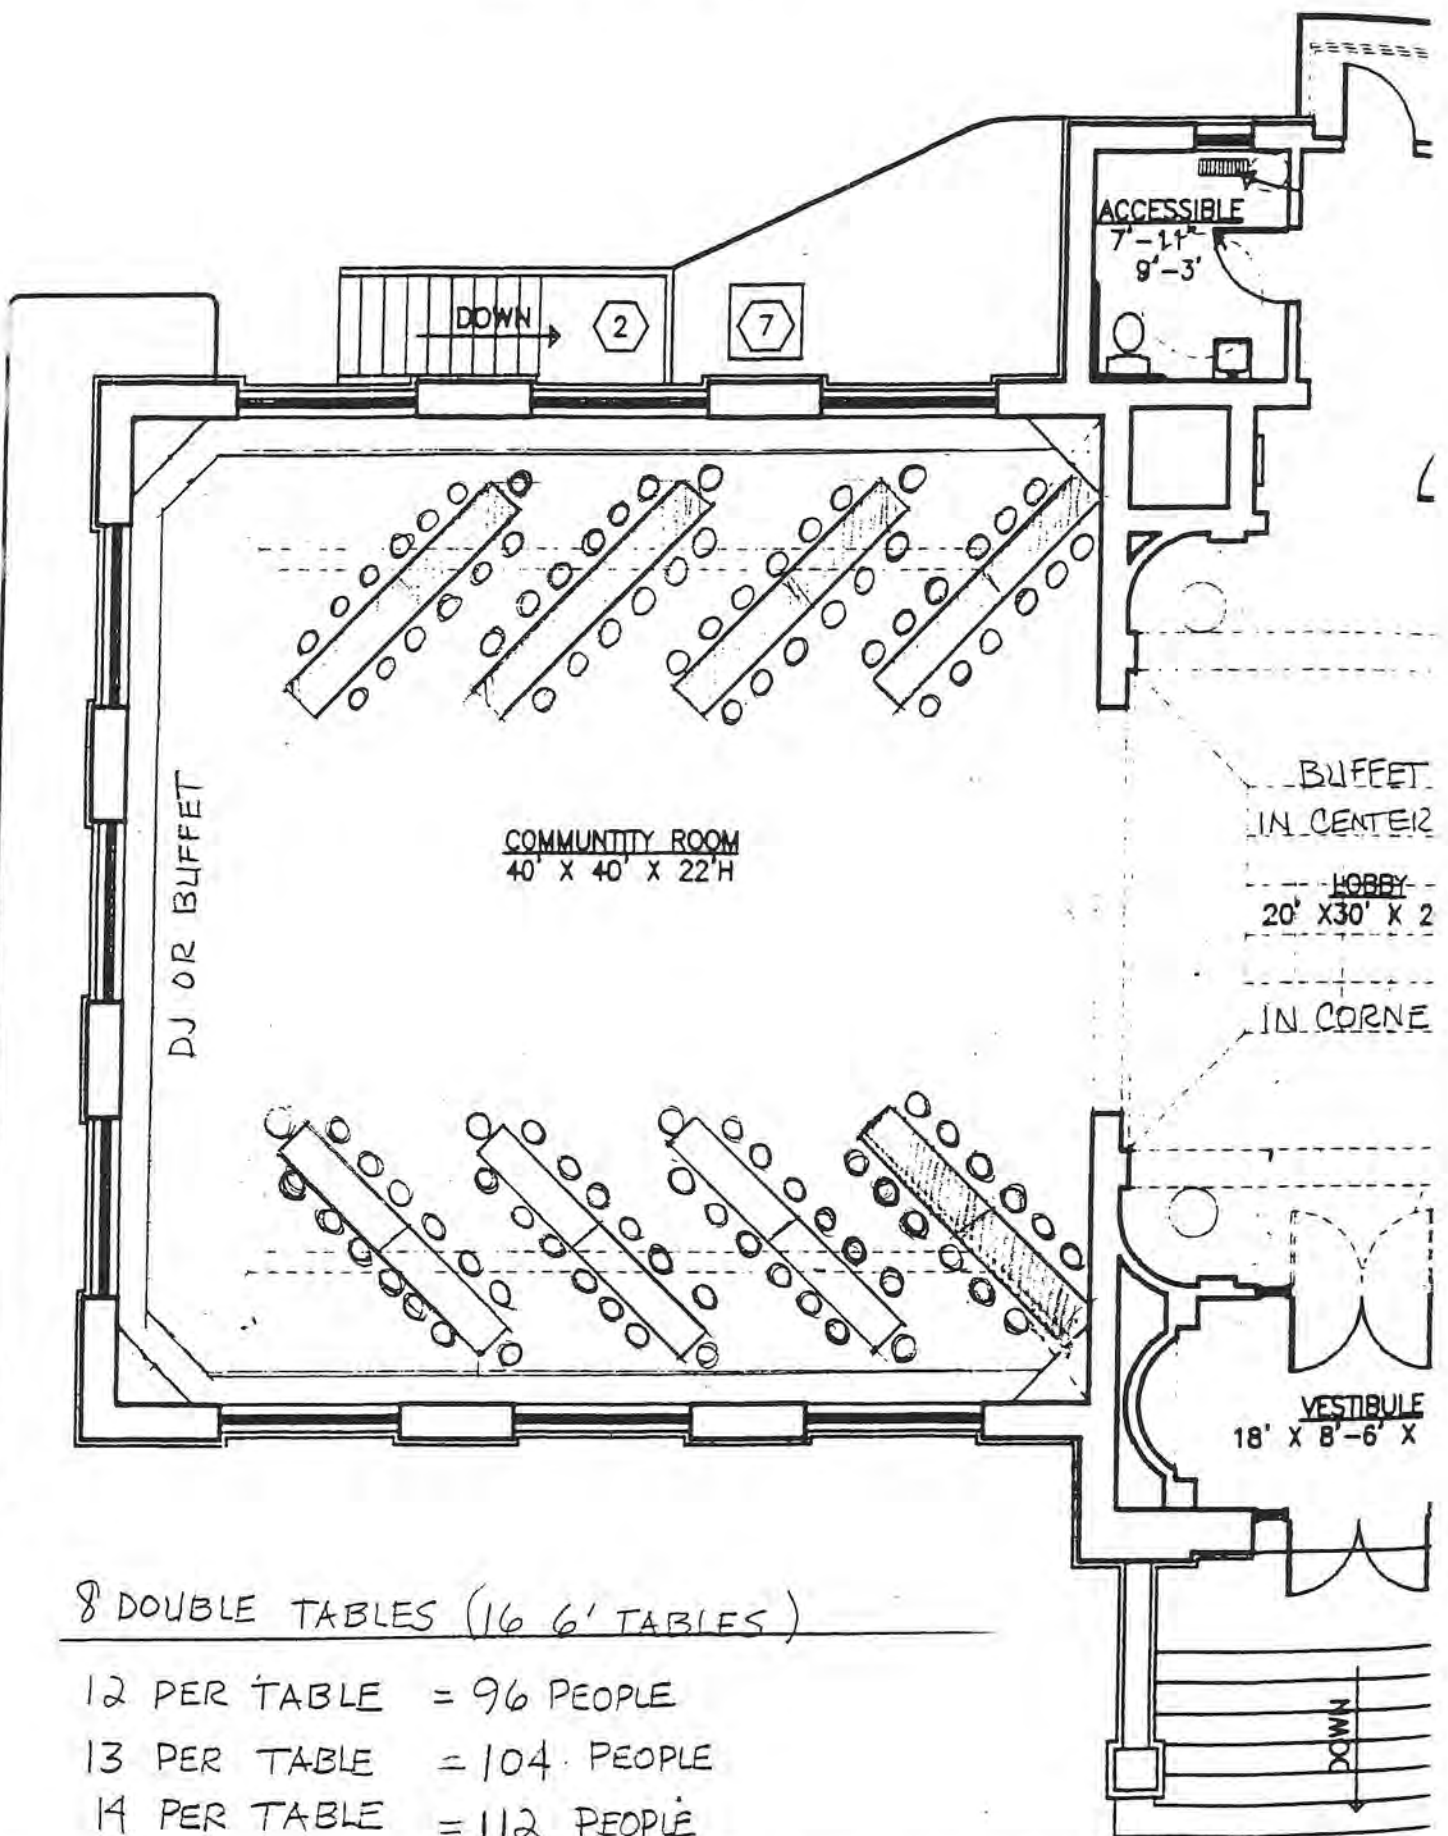 ACCESSIBLE
9'-3'
DOWN
2
7
BUFFET
IN CENTER
LOBBY
20' X30' X 2
IN CORNE
DJ OR BUFFET
COMMUNTITY ROOM
40' X 40' X 22'H
VESTIBULE
18' X 8'-6' X
8 DOUBLE TABLES (16 6' TABLES)
12 PER TABLE = 96 PEOPLE
13 PER TABLE = 104 PEOPLE
14 PER TABLE = 112 PEOPLE
DOWN